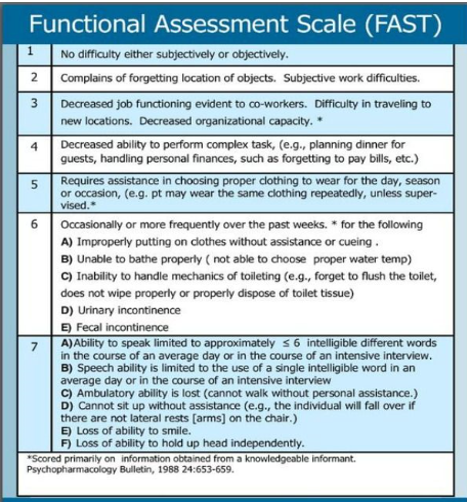 Functional Assessment Scale (FAST)
1 No difficulty either subjectively or objectively.
2 Complains of forgetting location of objects. Subjective work difficulties.
3 Decreased job functioning evident to co-workers. Difficulty in traveling to
new locations. Decreased organizational capacity. *
4 Decreased ability to perform complex task, (e.g., planning dinner for
guests, handling personal finances, such as forgetting to pay bills, etc.)
5 Requires assistance in choosing proper clothing to wear for the day, season
or occasion, (e.g. pt may wear the same clothing repeatedly, unless super-
vised.*
6 Occasionally or more frequently over the past weeks. * for the following
A) Improperly putting on clothes without assistance or cueing .
B) Unable to bathe properly ( not able to choose proper water temp)
C) Inability to handle mechanics of toileting (e.g., forget to flush the toilet,
does not wipe properly or properly dispose of toilet tissue)
D) Urinary incontinence
E) Fecal incontinence
7 A) Ability to speak limited to approximately ≤ 6 intelligible different words
in the course of an average day or in the course of an intensive interview.
B) Speech ability is limited to the use of a single intelligible word in an
average day or in the course of an intensive interview
C) Ambulatory ability is lost (cannot walk without personal assistance.)
D) Cannot sit up without assistance (e.g., the individual will fall over if
there are not lateral rests [arms] on the chair.)
E) Loss of ability to smile.
F) Loss of ability to hold up head independently.
*Scored primarily on information obtained from a knowledgeable informant.
Psychopharmacology Bulletin, 1988 24:653-659.